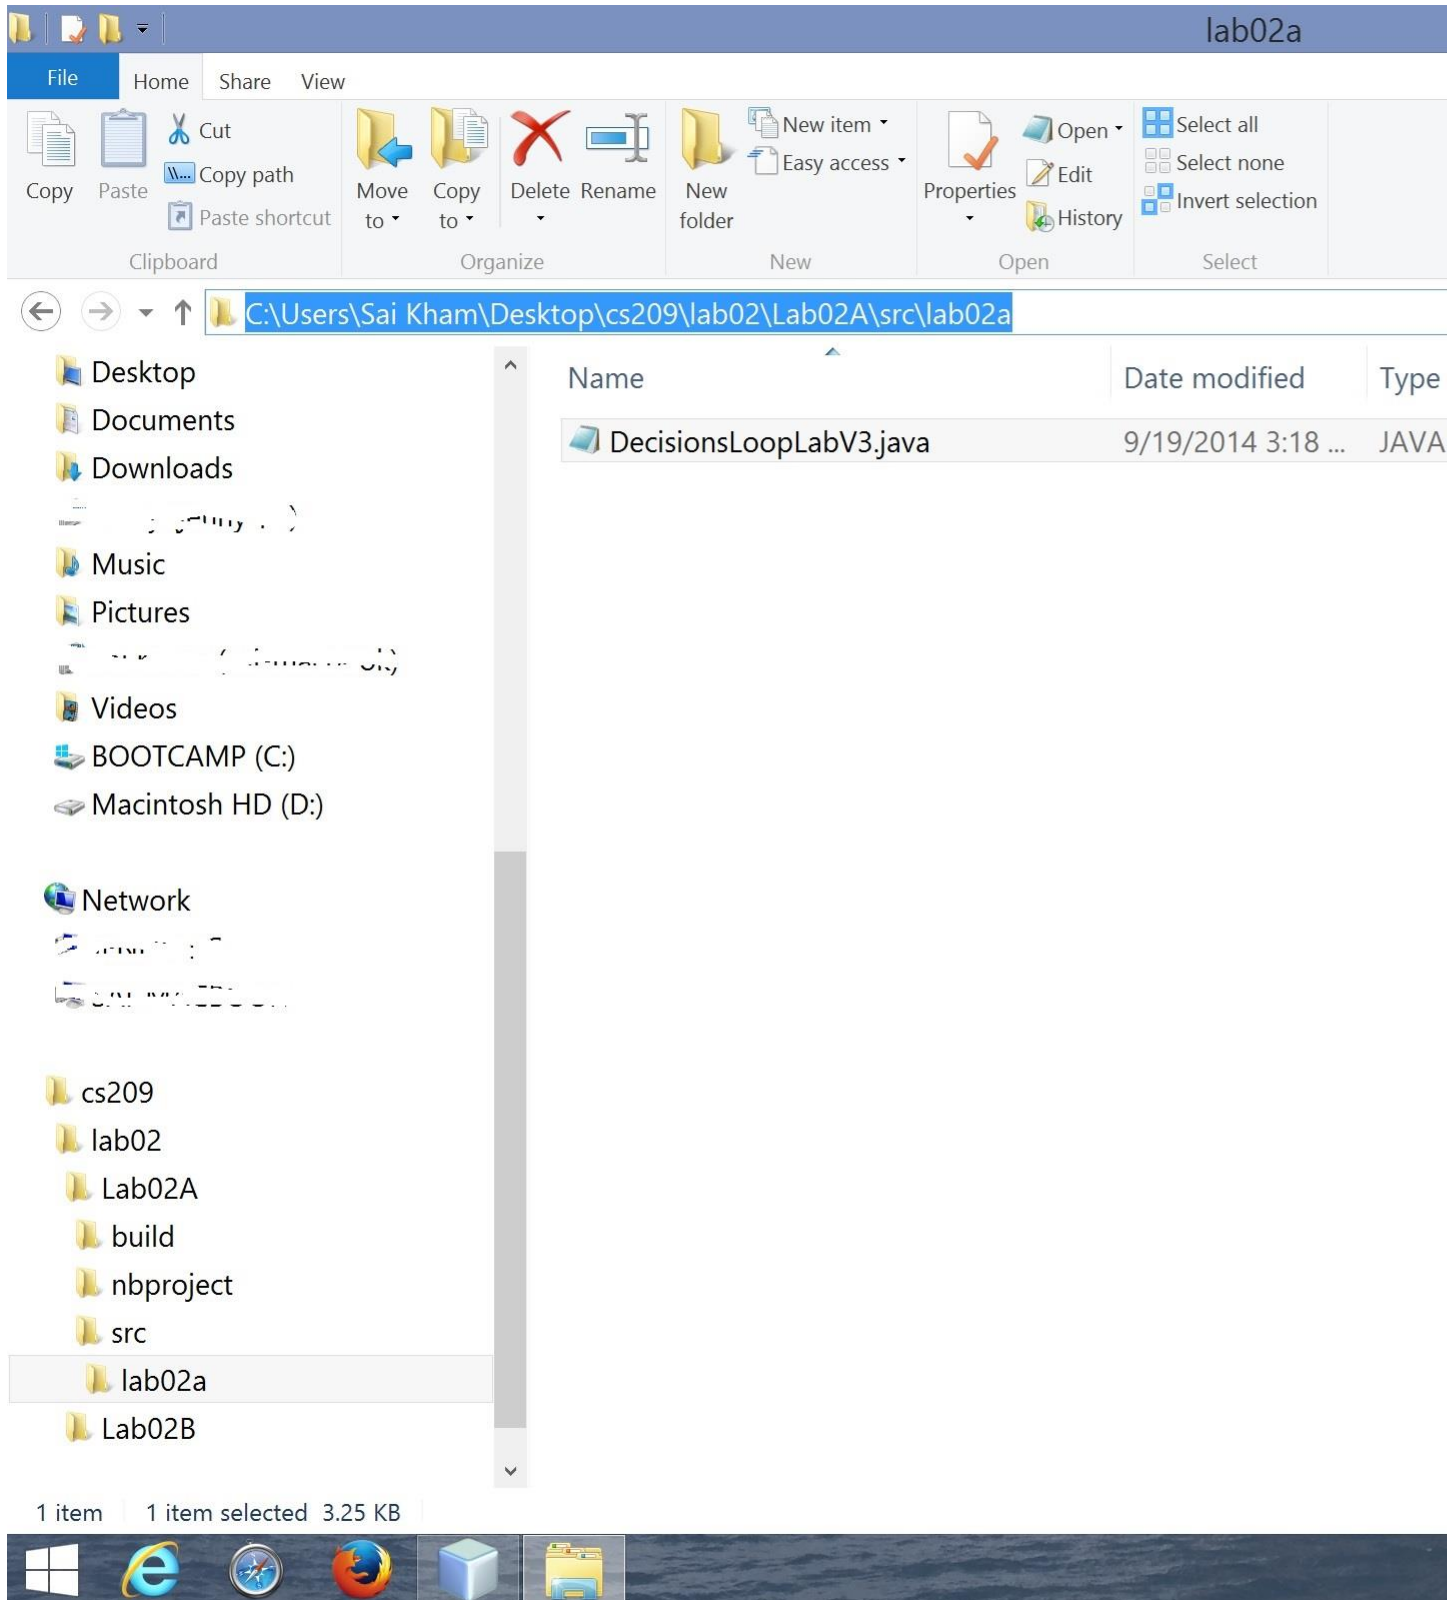 lab02a
File Home Share View
Copy
Paste
Cut
Copy path
Paste shortcut
Clipboard
Move to
Copy to
Delete
Rename
Organize
New folder
New item
Easy access
New
Properties
Open
Edit
History
Open
Select all
Select none
Invert selection
Select
C:\Users\Sai Kham\Desktop\cs209\lab02\Lab02A\src\lab02a
Desktop
Documents
Downloads
Music
Pictures
Videos
BOOTCAMP (C:)
Macintosh HD (D:)
Network
cs209
lab02
Lab02A
build
nbproject
src
lab02a
Lab02B
Name Date modified Type
DecisionsLoopLabV3.java 9/19/2014 3:18 ... JAVA
1 item 1 item selected 3.25 KB